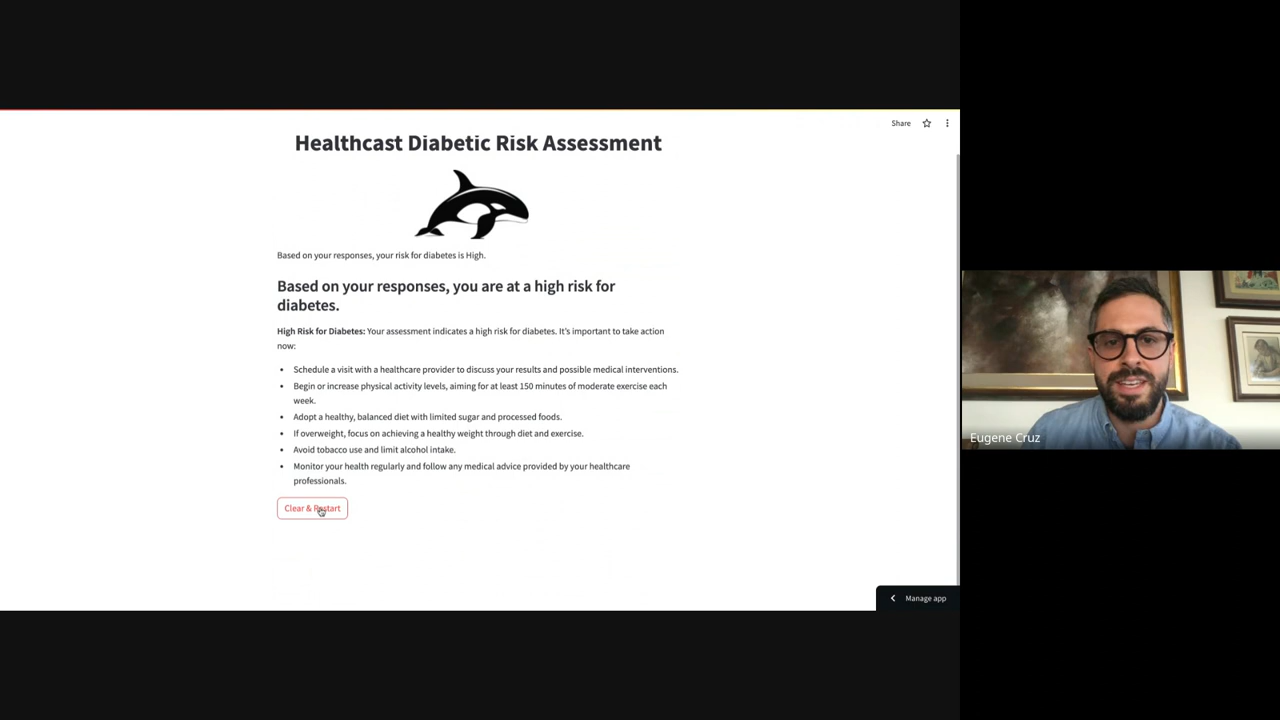 Share
Healthcast Diabetic Risk Assessment
Based on your responses, your risk for diabetes is High.
Based on your responses, you are at a high risk for
diabetes.
High Risk for Diabetes: Your assessment indicates a high risk for diabetes. It's important to take action
now:
Schedule a visit with a healthcare provider to discuss your results and possible medical interventions.
Begin or increase physical activity levels, aiming for at least 150 minutes of moderate exercise each
week.
Adopt a healthy, balanced diet with limited sugar and processed foods.
If overweight, focus on achieving a healthy weight through diet and exercise.
Avoid tobacco use and limit alcohol intake.
Monitor your health regularly and follow any medical advice provided by your healthcare
professionals.
Clear & Restart
Manage app
Eugene Cruz